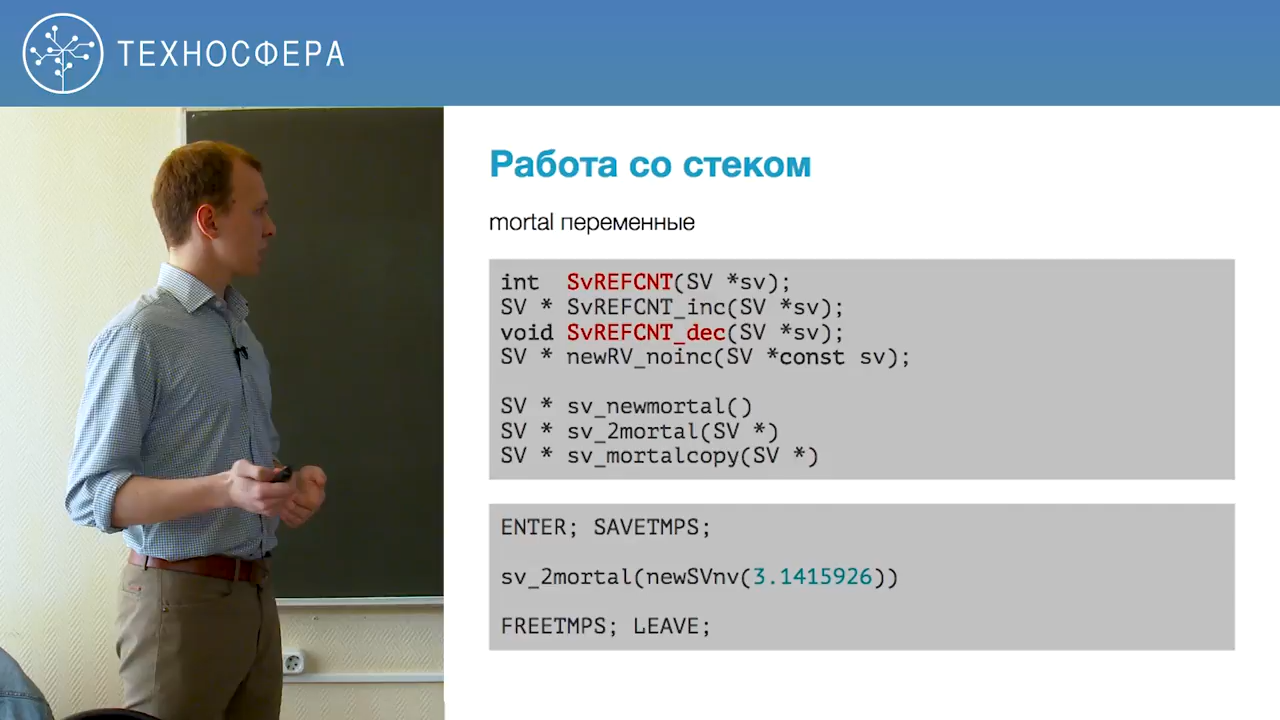 ТЕХНОСФЕРА
Работа со стеком
mortal переменные
int  SvREFCNT(SV *sv);
SV * SvREFCNT_inc(SV *sv);
void SvREFCNT_dec(SV *sv);
SV * newRV_noinc(SV *const sv);
SV * sv_newmortal()
SV * sv_2mortal(SV *)
SV * sv_mortalcopy(SV *)
ENTER; SAVETMPS;
sv_2mortal(newSVnv(3.1415926))
FREETMPS; LEAVE;